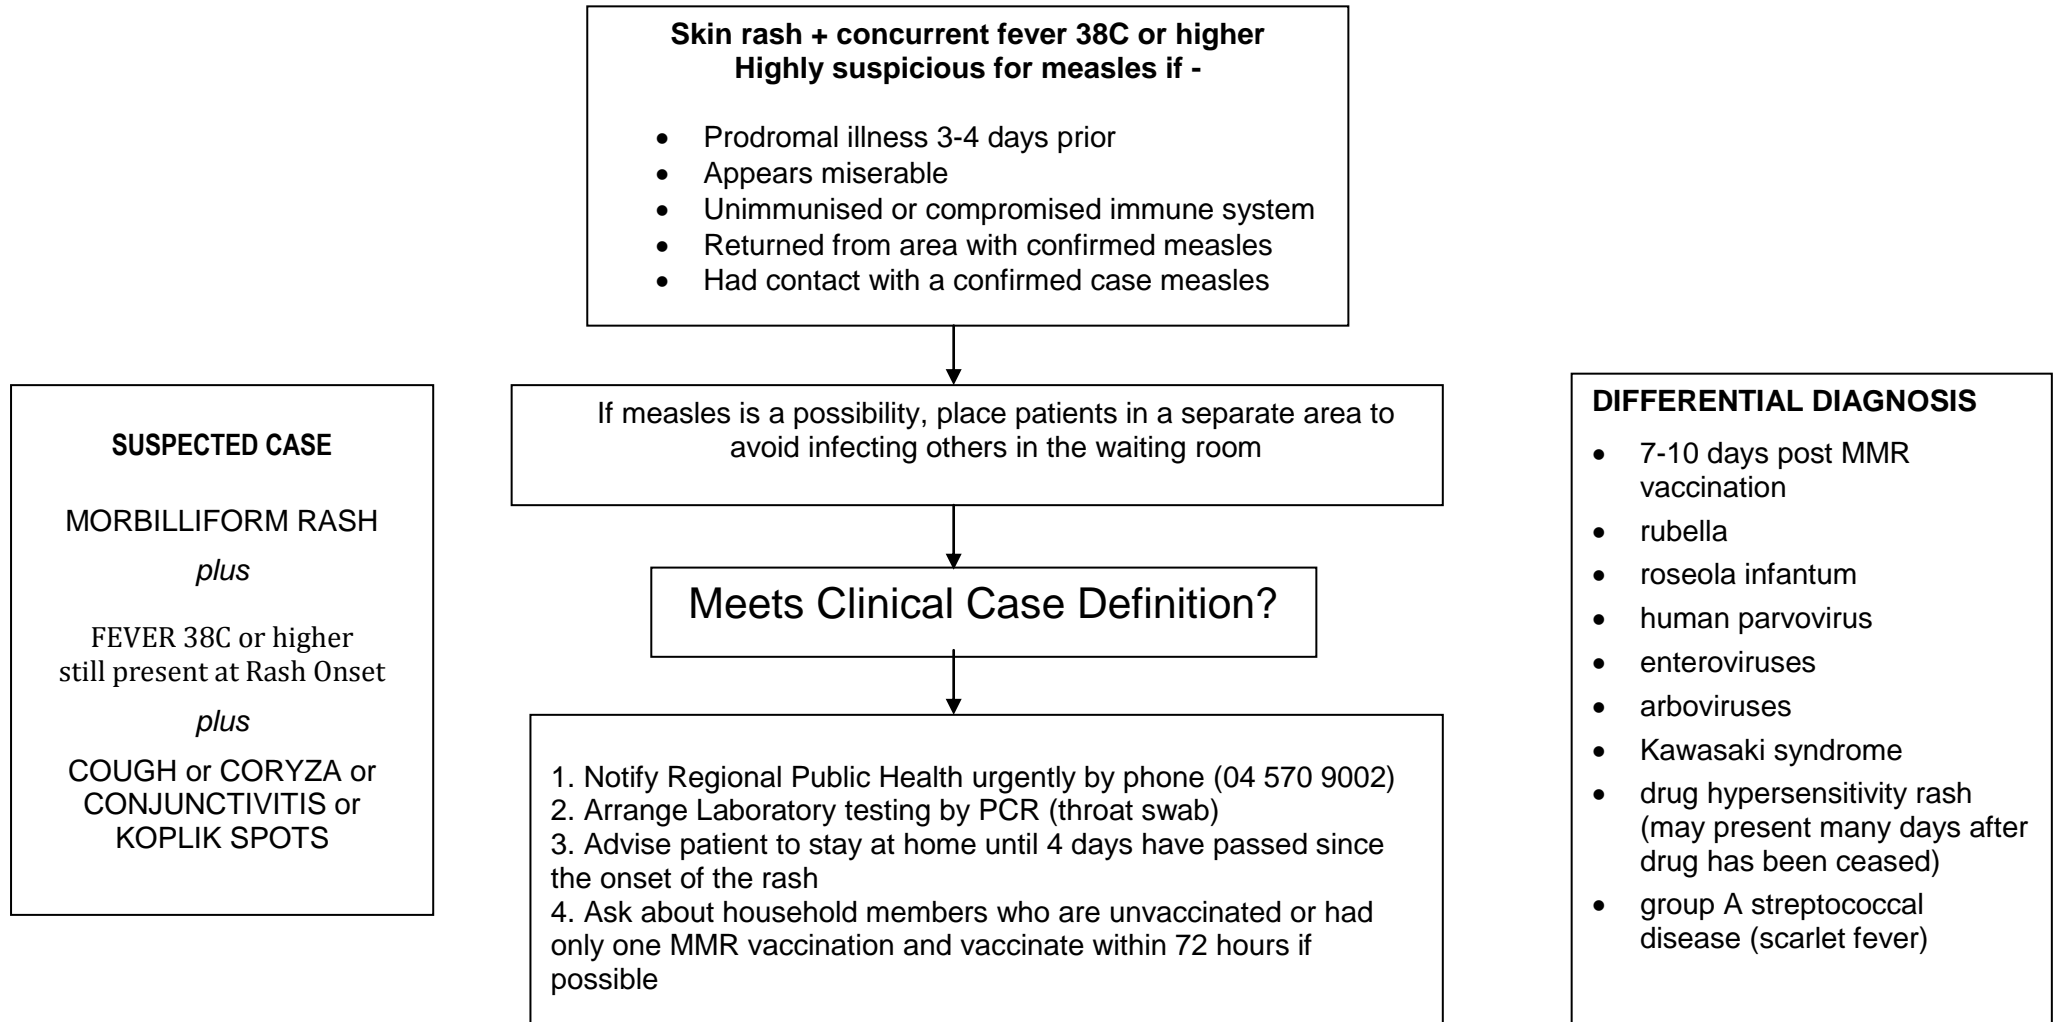 Skin rash + concurrent fever 38C or higher
Highly suspicious for measles if -
• Prodromal illness 3-4 days prior
• Appears miserable
• Unimmunised or compromised immune system
• Returned from area with confirmed measles
• Had contact with a confirmed case measles
If measles is a possibility, place patients in a separate area to
avoid infecting others in the waiting room
Meets Clinical Case Definition?
1. Notify Regional Public Health urgently by phone (04 570 9002)
2. Arrange Laboratory testing by PCR (throat swab)
3. Advise patient to stay at home until 4 days have passed since
the onset of the rash
4. Ask about household members who are unvaccinated or had
only one MMR vaccination and vaccinate within 72 hours if
possible
SUSPECTED CASE
MORBILLIFORM RASH
plus
FEVER 38C or higher
still present at Rash Onset
plus
COUGH or CORYZA or
CONJUNCTIVITIS or
KOPLIK SPOTS
DIFFERENTIAL DIAGNOSIS
• 7-10 days post MMR
vaccination
• rubella
• roseola infantum
• human parvovirus
• enteroviruses
• arboviruses
• Kawasaki syndrome
• drug hypersensitivity rash
(may present many days after
drug has been ceased)
• group A streptococcal
disease (scarlet fever)